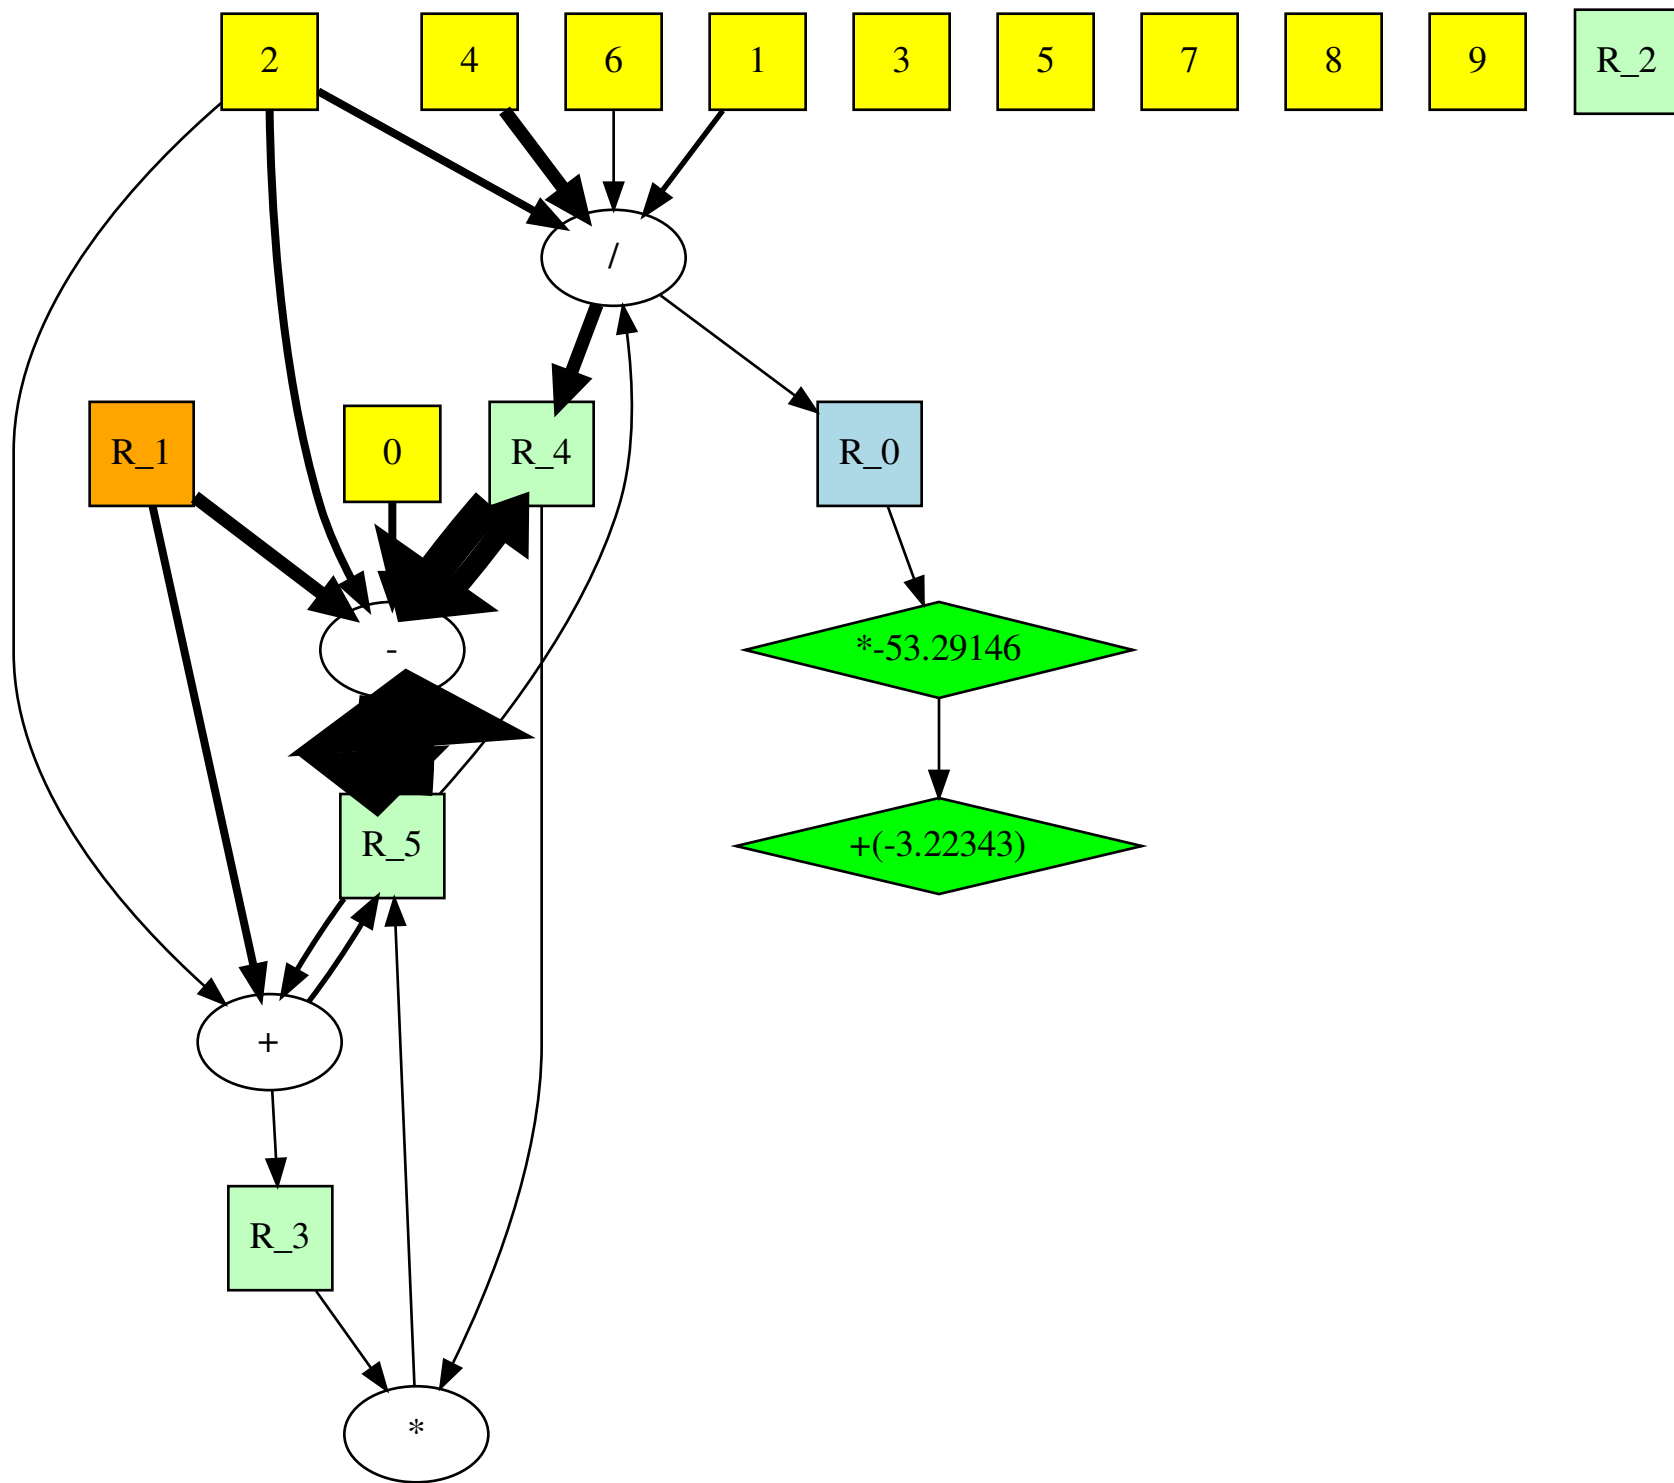 2 4 6 1 3 5 7 8 9 R_2
/
R_1 0 R_4 R_0
- *-53.29146
R_5 +(-3.22343)
+
R_3
*